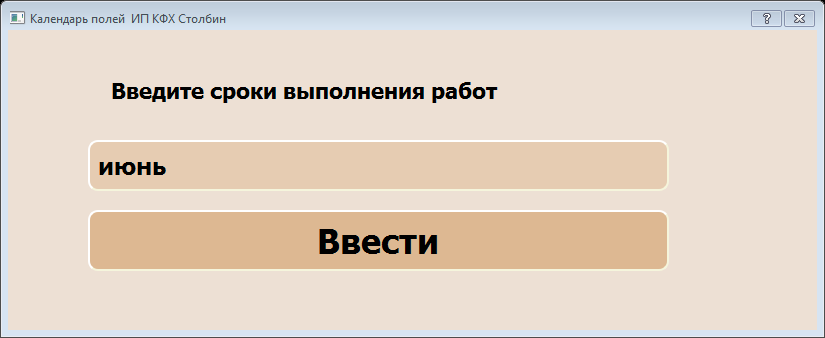 Календарь полей  ИП КФХ Столбин
Введите сроки выполнения работ
июнь
Ввести